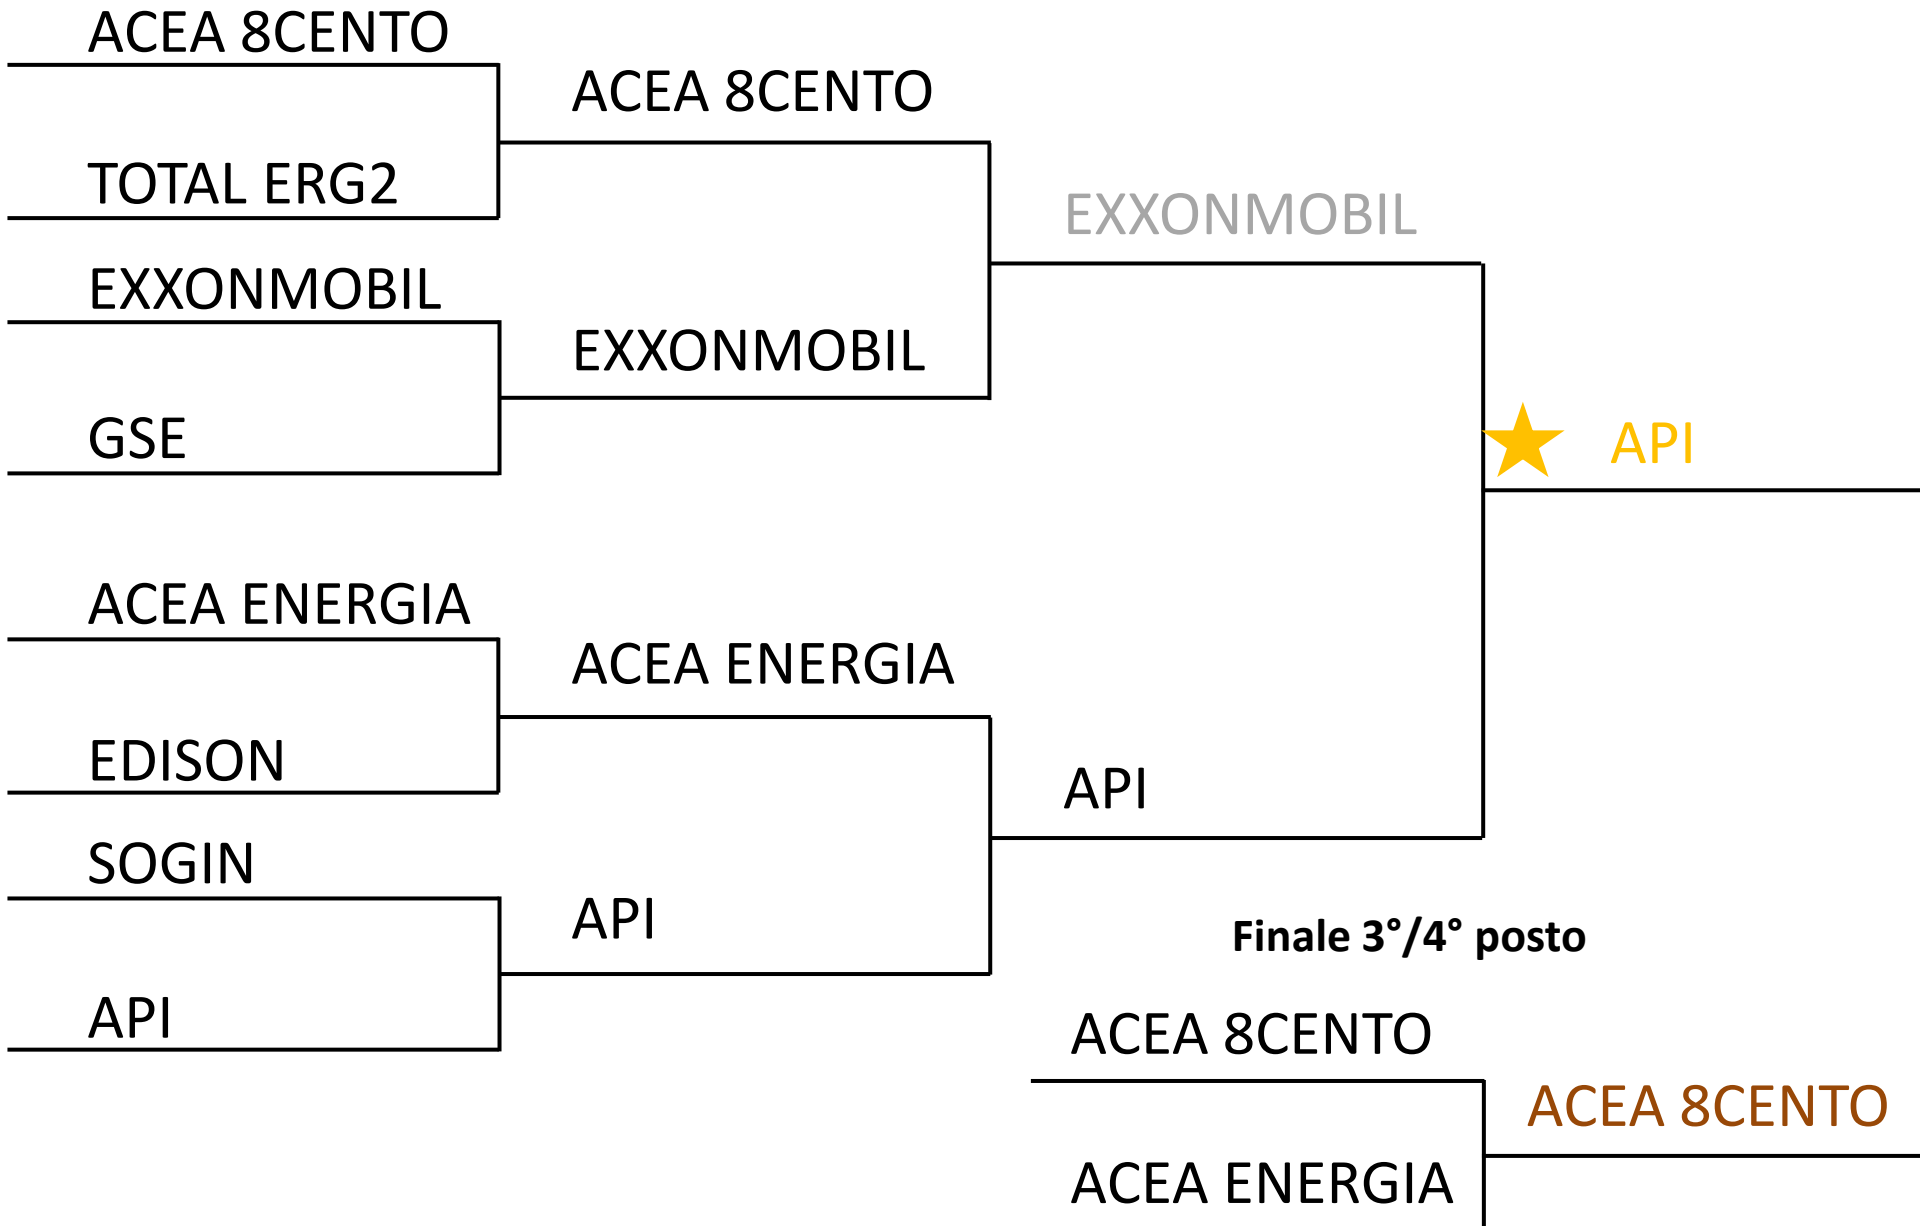 ACEA 8CENTO
TOTAL ERG2
EXXONMOBIL
GSE
ACEA ENERGIA
EDISON
SOGIN
API
ACEA 8CENTO
EXXONMOBIL
ACEA ENERGIA
API
EXXONMOBIL
API
API
Finale 3°/4° posto
ACEA 8CENTO
ACEA ENERGIA
ACEA 8CENTO